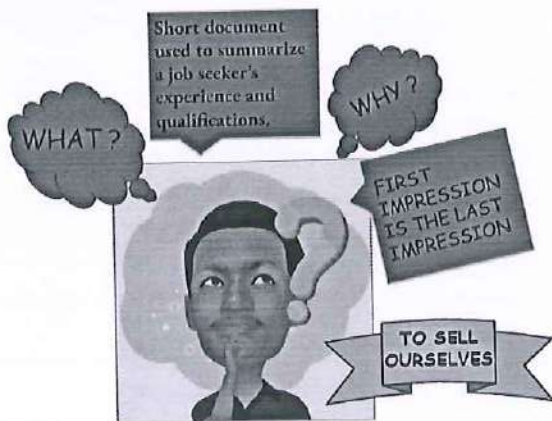 Short document
used to summarize
a job seeker's
experience and
qualifications.
WHAT?
WHY?
FIRST
IMPRESSION
IS THE LAST
IMPRESSION
TO SELL
OURSELVES